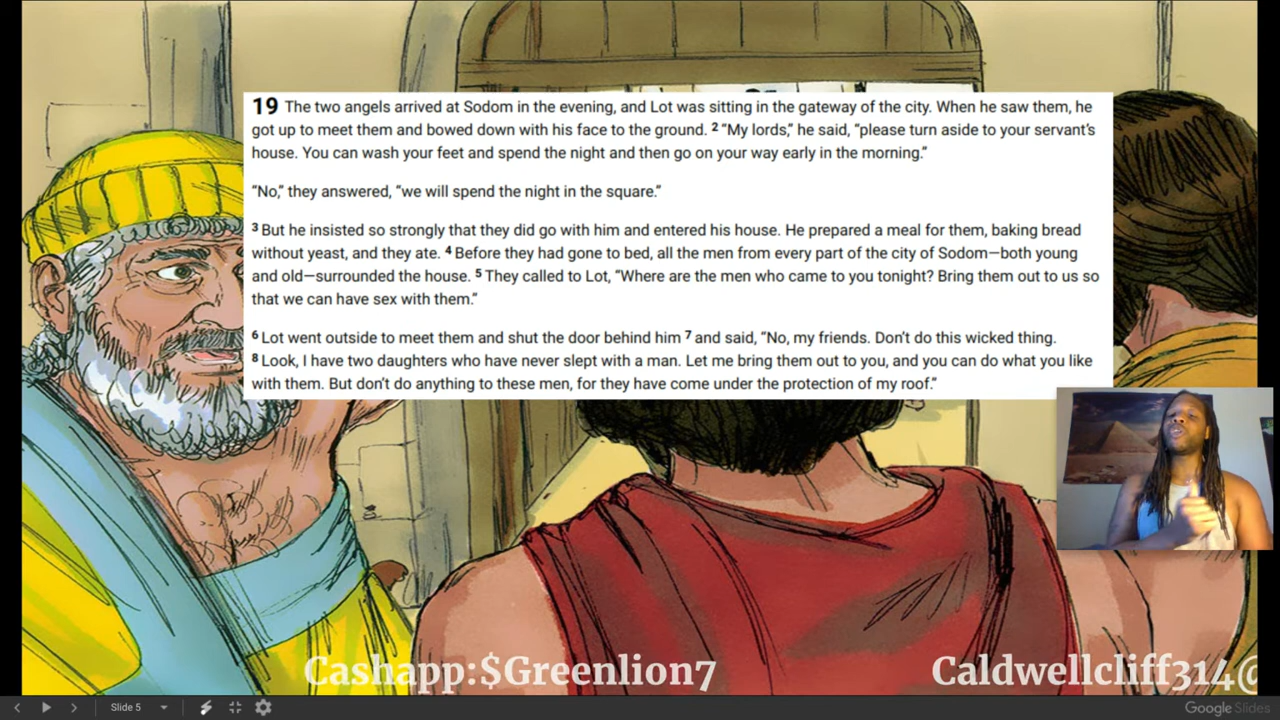 19 The two angels arrived at Sodom in the evening, and Lot was sitting in the gateway of the city. When he saw them, he
got up to meet them and bowed down with his face to the ground. 2 “My lords,” he said, “please turn aside to your servant’s
house. You can wash your feet and spend the night and then go on your way early in the morning.”
“No,” they answered, “we will spend the night in the square.”
3 But he insisted so strongly that they did go with him and entered his house. He prepared a meal for them, baking bread
without yeast, and they ate. 4 Before they had gone to bed, all the men from every part of the city of Sodom—both young
and old—surrounded the house. 5 They called to Lot, “Where are the men who came to you tonight? Bring them out to us so
that we can have sex with them.”
6 Lot went outside to meet them and shut the door behind him 7 and said, “No, my friends. Don’t do this wicked thing.
8 Look, I have two daughters who have never slept with a man. Let me bring them out to you, and you can do what you like
with them. But don’t do anything to these men, for they have come under the protection of my roof.”
Cashapp:$Greenlion7 Caldwellcliff314@
Slide 5
Google Slides